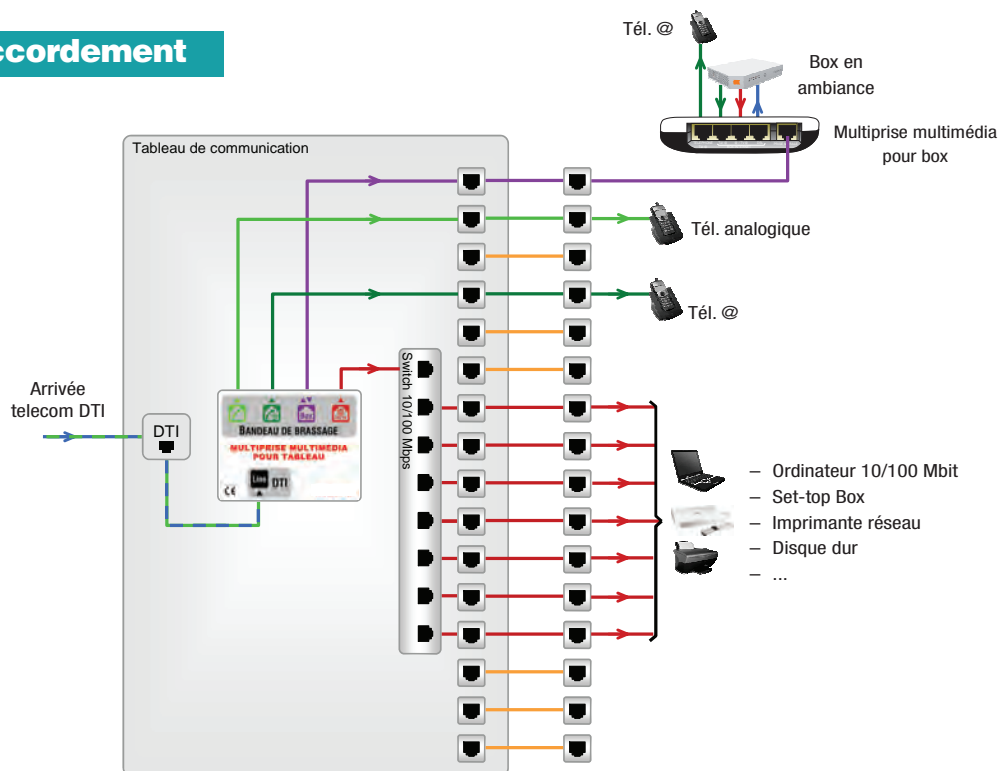 ccordement
Tél. @
Box en
ambiance
Multiprise multimédia
pour box
Tableau de communication
Tél. analogique
Tél. @
Switch 10/100 Mbps
Arrivée
telecom DTI
DTI
Box
BANDEAU DE BRASSAGE
MULTIPRISE MULTIMÉDIA
POUR TABLEAU
Line
DTI
CE
– Ordinateur 10/100 Mbit
– Set-top Box
– Imprimante réseau
– Disque dur
– ...